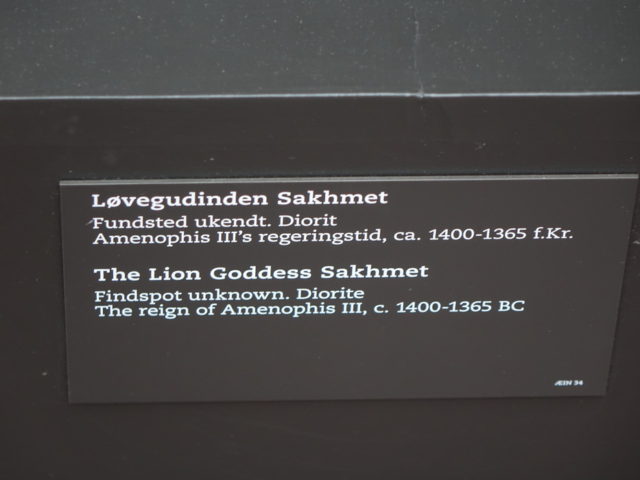 Løvegudinden Sakhmet
Fundsted ukendt. Diorit
Amenophis III's regeringstid, ca. 1400-1365 f.Kr.
The Lion Goddess Sakhmet
Findspot unknown. Diorite
The reign of Amenophis III, c. 1400-1365 BC
ÆIN 34